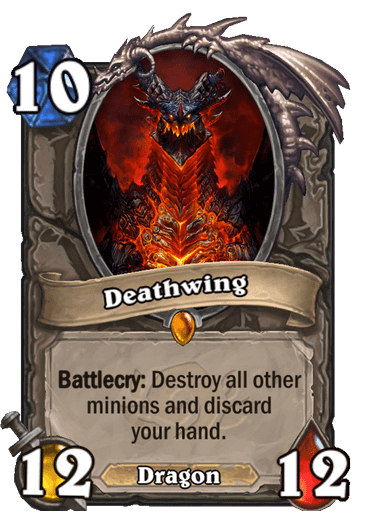 10
Deathwing
Battlecry: Destroy all other
minions and discard
your hand.
12
Dragon
12